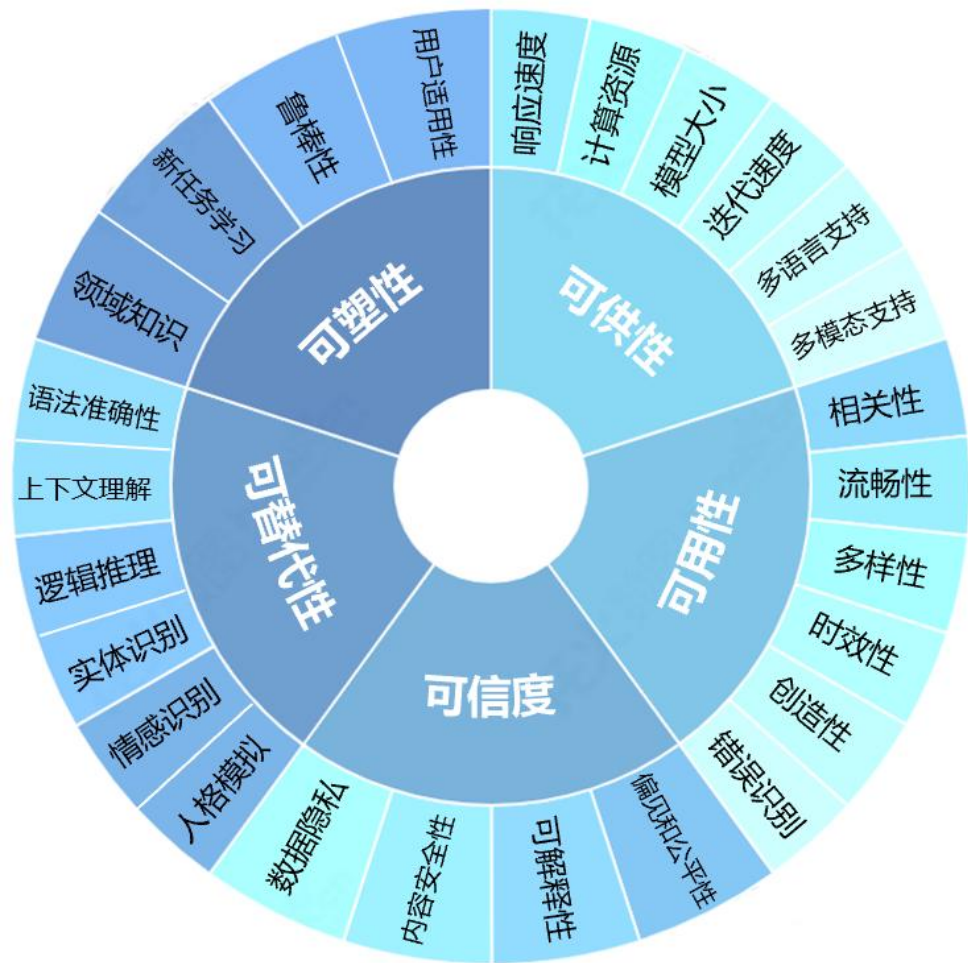 可供性
响应速度
计算资源
模型大小
迭代速度
多语言支持
多模态支持
可用性
相关性
流畅性
多样性
时效性
创造性
错误识别
可信度
偏见和公平性
可解释性
内容安全性
数据隐私
可替代性
人格模拟
情感识别
实体识别
逻辑推理
上下文理解
语法准确性
可塑性
领域知识
新任务学习
鲁棒性
用户适用性